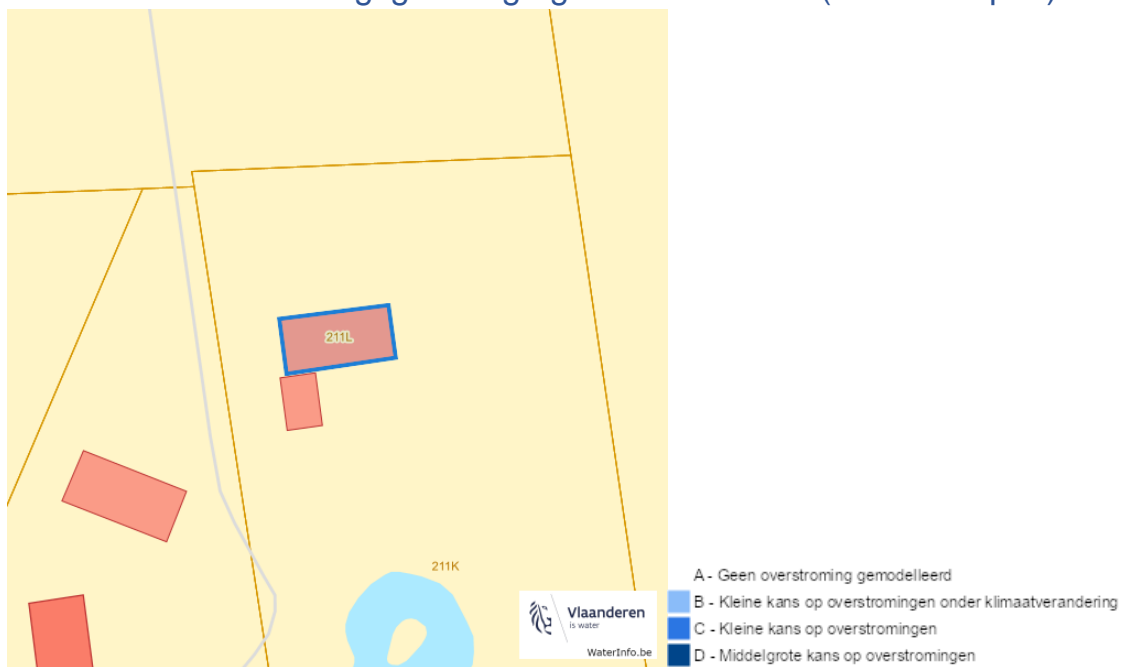 211L
211K
Vlaanderen
is water
WaterInfo.be
A - Geen overstroming gemodelleerd
B - Kleine kans op overstromingen onder klimaatverandering
C - Kleine kans op overstromingen
D - Middelgrote kans op overstromingen